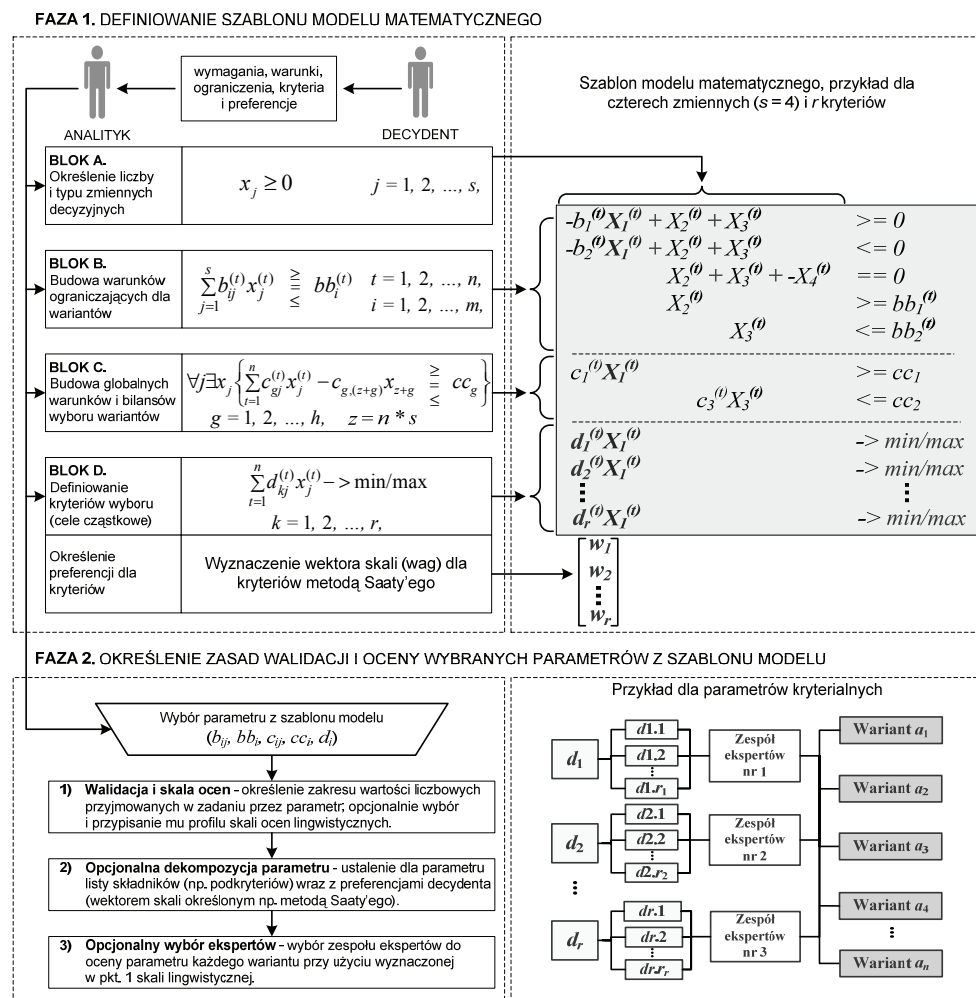 FAZA 1. DEFINIOWANIE SZABLONU MODELU MATEMATYCZNEGO
wymagania, warunki,
ograniczenia, kryteria
i preferencje
ANALITYK
DECYDENT
BLOK A.
Określenie liczby
i typu zmiennych
decyzyjnych
x_j ≥ 0    j = 1, 2, ..., s,
BLOK B.
Budowa warunków
ograniczających dla
wariantów
∑_{j=1}^{s} b_{ij}^{(t)} x_j^{(t)} ≥ = ≤ bb_i^{(t)}    t = 1, 2, ..., n,
i = 1, 2, ..., m,
BLOK C.
Budowa globalnych
warunków i bilansów
wyboru wariantów
∀j∃x_j {∑_{t=1}^{n} c_{gj}^{(t)} x_j^{(t)} − c_{g,(z+g)} x_{z+g} ≥ = ≤ cc_g}
g = 1, 2, ..., h,    z = n * s
BLOK D.
Definiowanie
kryteriów wyboru
(cele cząstkowe)
∑_{t=1}^{n} d_{kj}^{(t)} x_j^{(t)} −> min/max
k = 1, 2, ..., r,
Określenie
preferencji dla
kryteriów
Wyznaczenie wektora skali (wag) dla
kryteriów metodą Saaty'ego
Szablon modelu matematycznego, przykład dla
czterech zmiennych (s = 4) i r kryteriów
-b_1^{(t)}X_1^{(t)} + X_2^{(t)} + X_3^{(t)}    >= 0
-b_2^{(t)}X_1^{(t)} + X_2^{(t)} + X_3^{(t)}    <= 0
X_2^{(t)} + X_3^{(t)} + -X_4^{(t)}    == 0
X_2^{(t)}    >= bb_1^{(t)}
X_3^{(t)}    <= bb_2^{(t)}
c_1^{(t)}X_1^{(t)}    >= cc_1
c_3^{(t)}X_3^{(t)}    <= cc_2
d_1^{(t)}X_1^{(t)}    -> min/max
d_2^{(t)}X_1^{(t)}    -> min/max
⋮    ⋮
d_r^{(t)}X_1^{(t)}    -> min/max
w_1
w_2
⋮
w_r
FAZA 2. OKREŚLENIE ZASAD WALIDACJI I OCENY WYBRANYCH PARAMETRÓW Z SZABLONU MODELU
Wybór parametru z szablonu modelu
(b_{ij}, bb_i, c_{ij}, cc_i, d_i)
1) Walidacja i skala ocen - określenie zakresu wartości liczbowych
przyjmowanych w zadaniu przez parametr; opcjonalnie wybór
i przypisanie mu profilu skali ocen lingwistycznych.
2) Opcjonalna dekompozycja parametru - ustalenie dla parametru
listy składników (np. podkryteriów) wraz z preferencjami decydenta
(wektorem skali określonym np. metodą Saaty'ego).
3) Opcjonalny wybór ekspertów - wybór zespołu ekspertów do
oceny parametru każdego wariantu przy użyciu wyznaczonej
w pkt. 1 skali lingwistycznej.
Przykład dla parametrów kryterialnych
d_1
d1.1
d1.2
⋮
d1.r_1
Zespół
ekspertów
nr 1
d_2
d2.1
d2.2
⋮
d2.r_2
Zespół
ekspertów
nr 2
⋮
d_r
dr.1
dr.2
⋮
dr.r_r
Zespół
ekspertów
nr 3
Wariant a_1
Wariant a_2
Wariant a_3
Wariant a_4
⋮
Wariant a_n